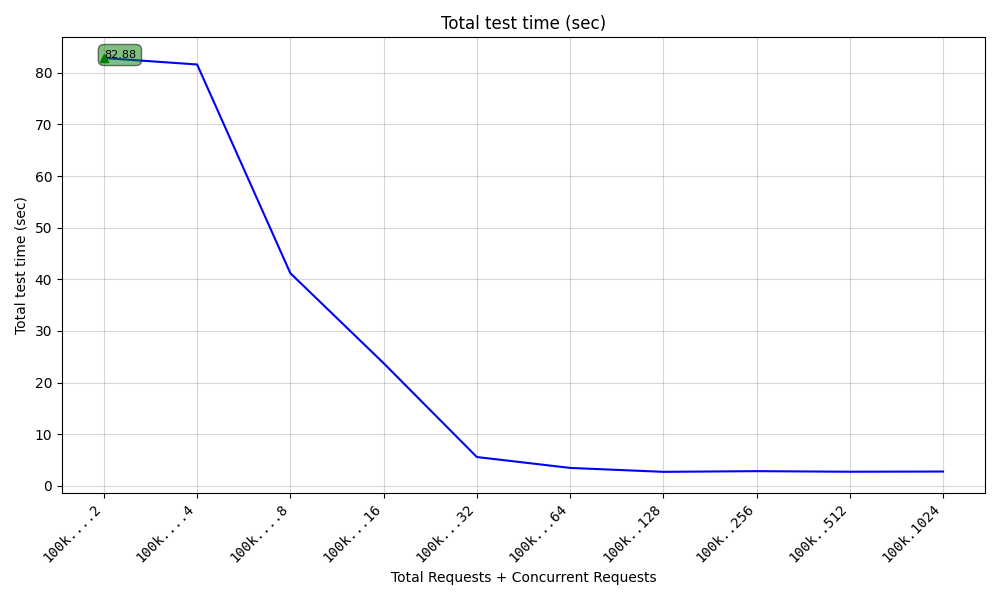 Total test time (sec)
82.88
Total test time (sec)
80
70
60
50
40
30
20
10
0
100k....2
100k....4
100k....8
100k...16
100k...32
100k...64
100k..128
100k..256
100k..512
100k.1024
Total Requests + Concurrent Requests